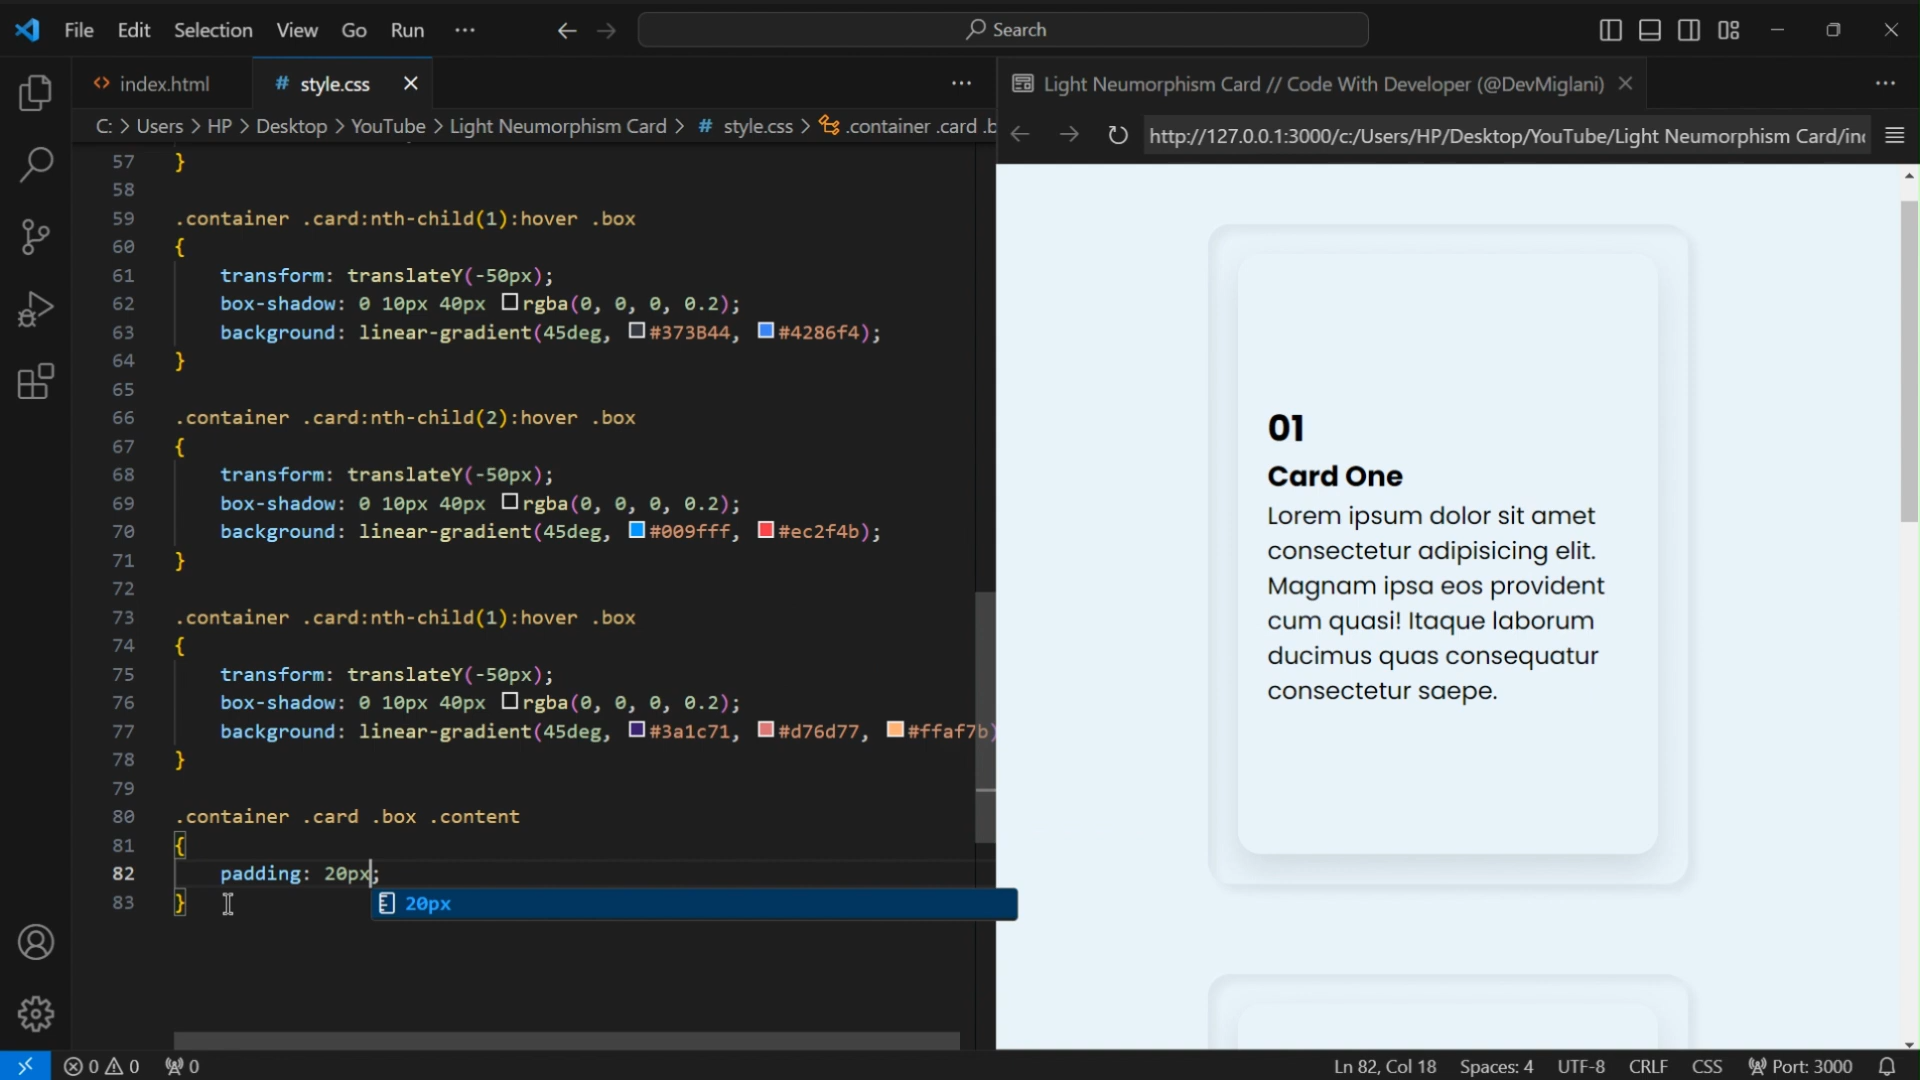 File Edit Selection View Go Run ··· Search
index.html # style.css ···
C: > Users > HP > Desktop > YouTube > Light Neumorphism Card > # style.css > .container .card .b
57 }
58
59 .container .card:nth-child(1):hover .box
60 {
61 transform: translateY(-50px);
62 box-shadow: 0 10px 40px rgba(0, 0, 0, 0.2);
63 background: linear-gradient(45deg, #373B44, #4286f4);
64 }
65
66 .container .card:nth-child(2):hover .box
67 {
68 transform: translateY(-50px);
69 box-shadow: 0 10px 40px rgba(0, 0, 0, 0.2);
70 background: linear-gradient(45deg, #009fff, #ec2f4b);
71 }
72
73 .container .card:nth-child(1):hover .box
74 {
75 transform: translateY(-50px);
76 box-shadow: 0 10px 40px rgba(0, 0, 0, 0.2);
77 background: linear-gradient(45deg, #3a1c71, #d76d77, #ffaf7b)
78 }
79
80 .container .card .box .content
81 {
82 padding: 20px;
83 }
20px
Light Neumorphism Card // Code With Developer (@DevMiglani) ···
http://127.0.0.1:3000/c:/Users/HP/Desktop/YouTube/Light Neumorphism Card/in
01
Card One
Lorem ipsum dolor sit amet
consectetur adipisicing elit.
Magnam ipsa eos provident
cum quasi! Itaque laborum
ducimus quas consequatur
consectetur saepe.
0 0 0 Ln 82, Col 18 Spaces: 4 UTF-8 CRLF CSS Port: 3000